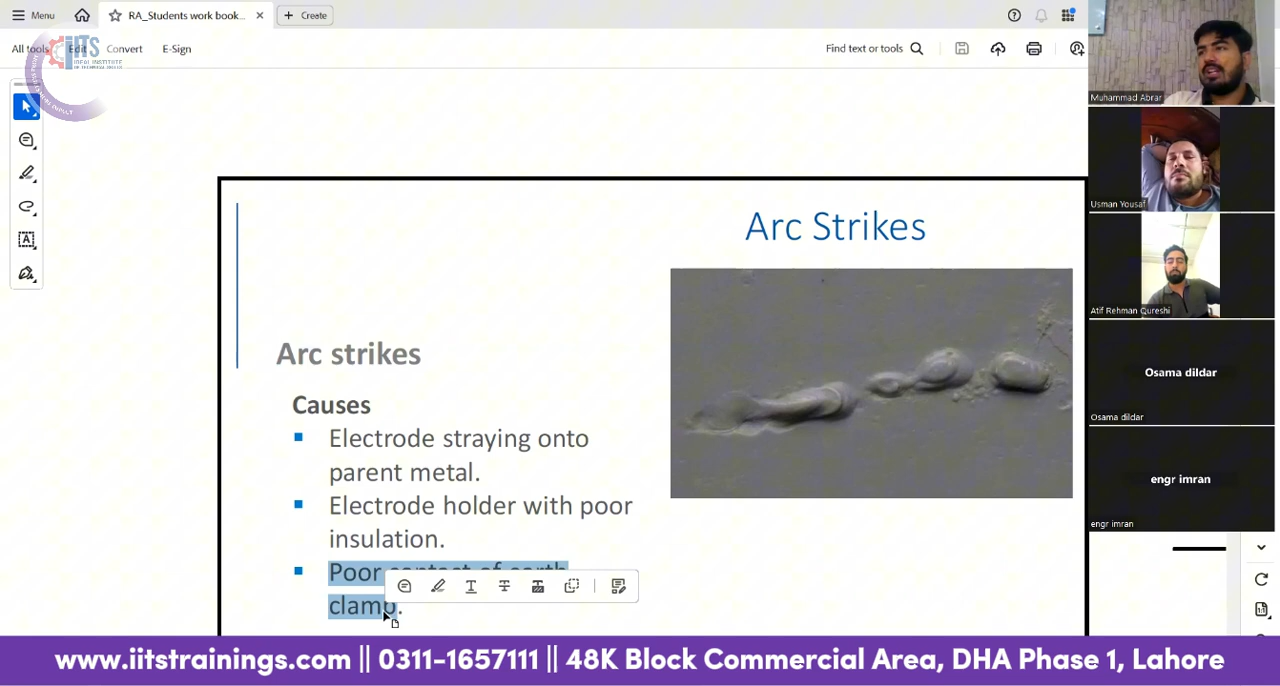 Menu
RA_Students work book...
Create
All tools
Edit
Convert
E-Sign
Find text or tools
IITS
IDEAL INSTITUTE
Muhammad Abrar
Usman Yousaf
Atif Rehman Qureshi
Osama dildar
Osama dildar
engr imran
engr imran
Arc Strikes
Arc strikes
Causes
Electrode straying onto
parent metal.
Electrode holder with poor
insulation.
Poor contact of earth
clamp.
www.iitstrainings.com || 0311-1657111 || 48K Block Commercial Area, DHA Phase 1, Lahore